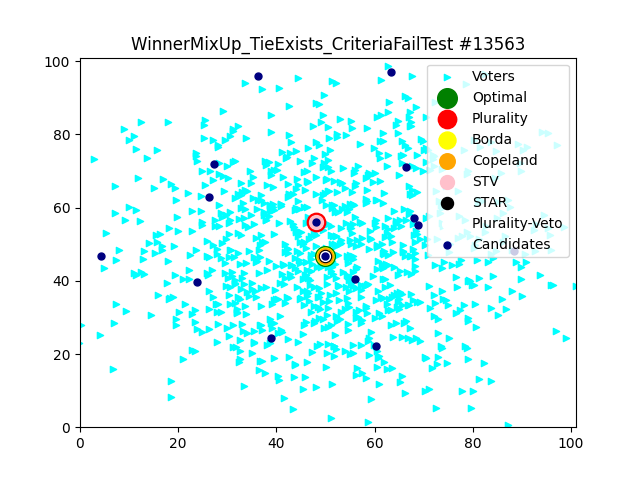 WinnerMixUp_TieExists_CriteriaFailTest #13563
100
80
60
40
20
0
0
20
40
60
80
100
Voters
Optimal
Plurality
Borda
Copeland
STV
STAR
Plurality-Veto
Candidates